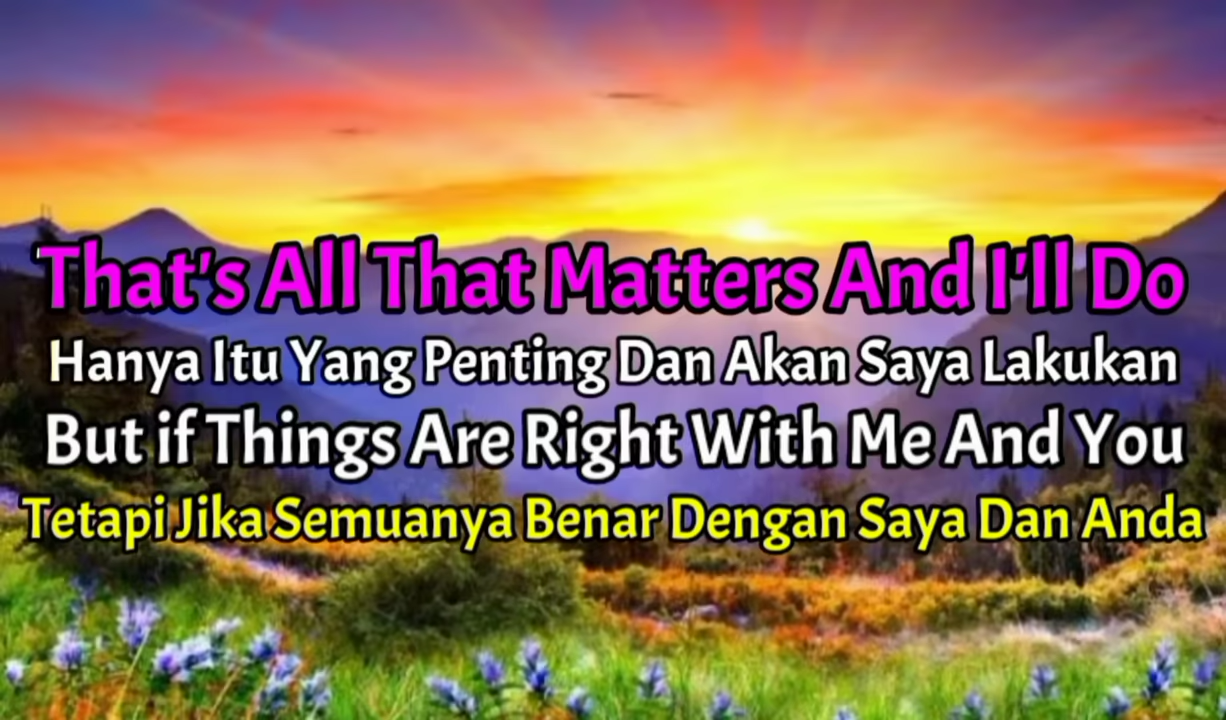 That's All That Matters And I'll Do
Hanya Itu Yang Penting Dan Akan Saya Lakukan
But if Things Are Right With Me And You
Tetapi Jika Semuanya Benar Dengan Saya Dan Anda